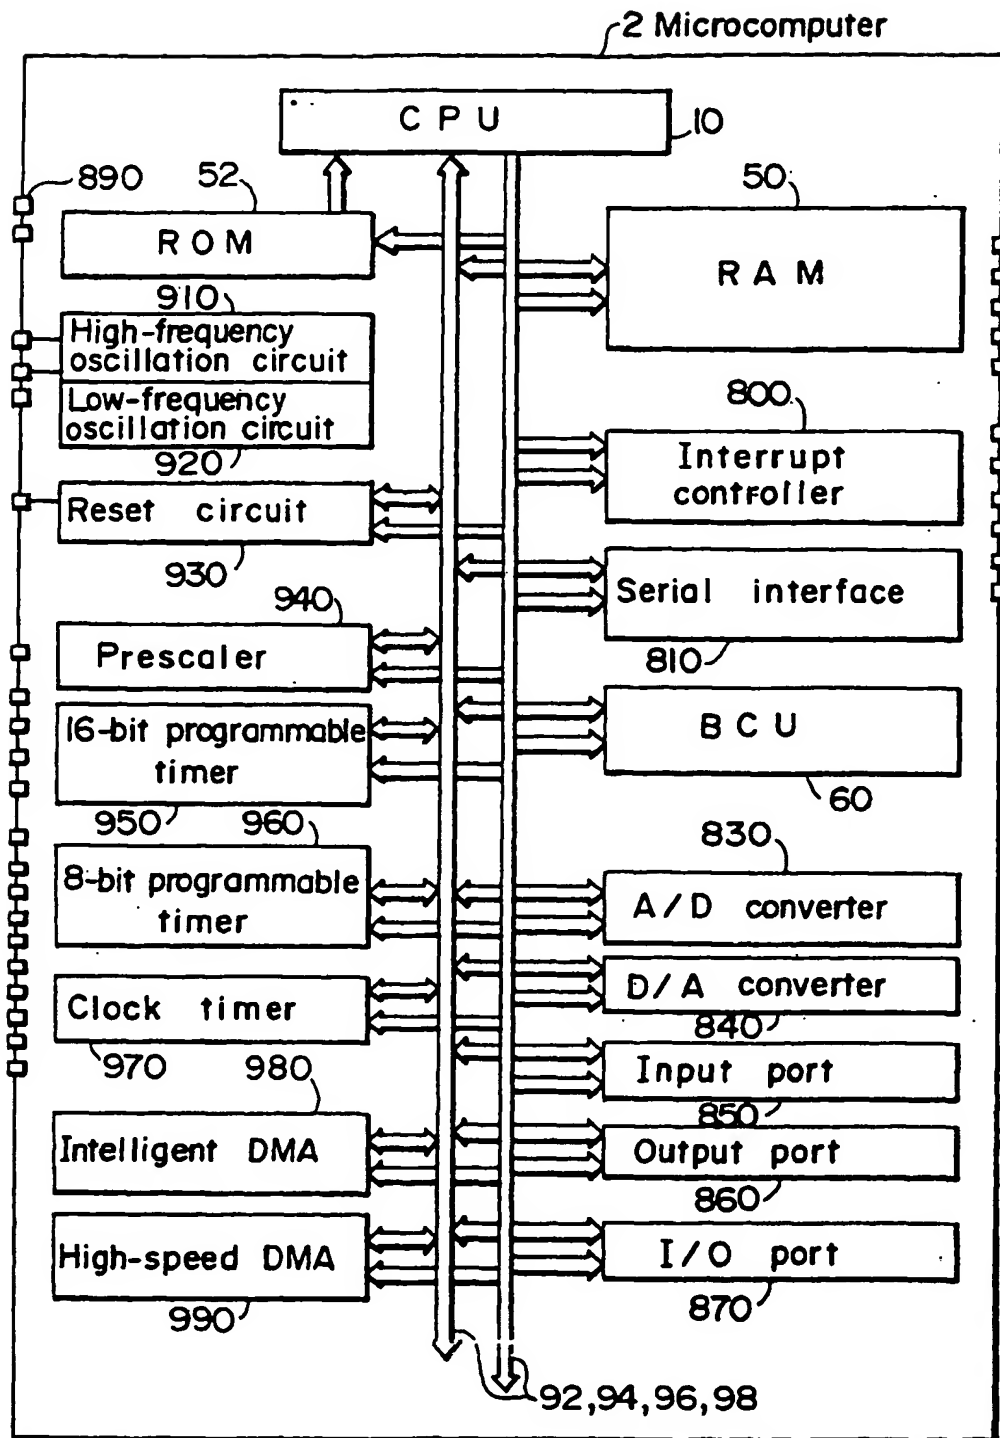 2 Microcomputer
CPU
10
890
52
ROM
50
RAM
910
High-frequency
oscillation circuit
Low-frequency
oscillation circuit
920
800
Interrupt
controller
Reset circuit
930
Serial interface
810
940
Prescaler
16-bit programmable
timer
950
BCU
60
960
8-bit programmable
timer
830
A/D converter
D/A converter
840
Clock timer
970
Input port
850
980
Intelligent DMA
Output port
860
High-speed DMA
990
I/O port
870
92,94,96,98